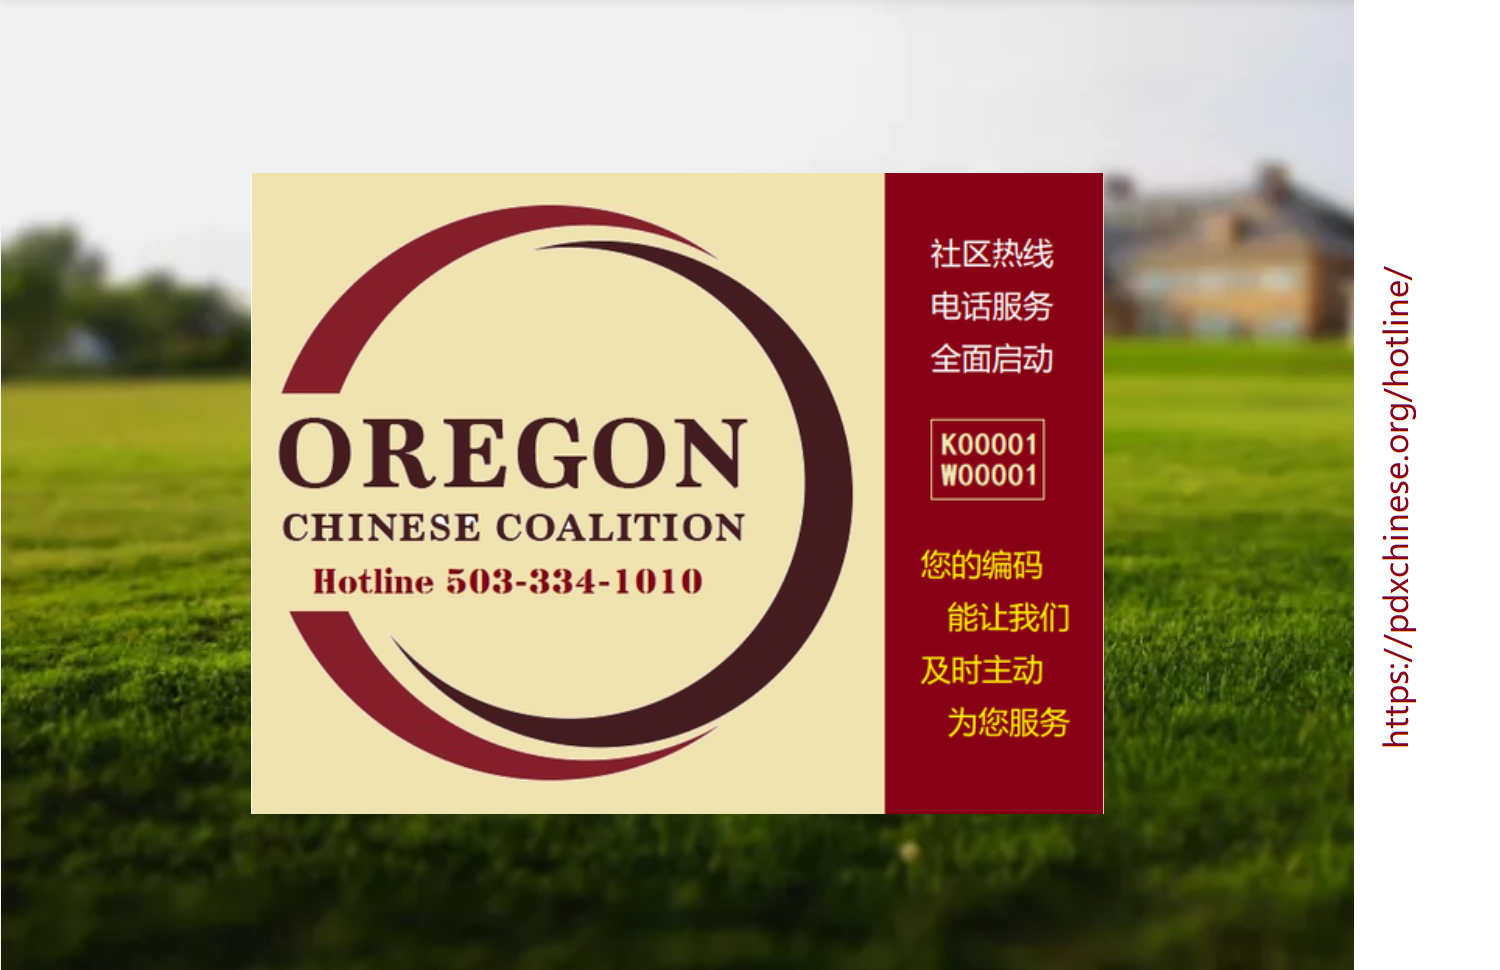 OREGON
CHINESE COALITION
Hotline 503-334-1010
社区热线
电话服务
全面启动
K00001
W00001
您的编码
能让我们
及时主动
为您服务
https://pdxchinese.org/hotline/